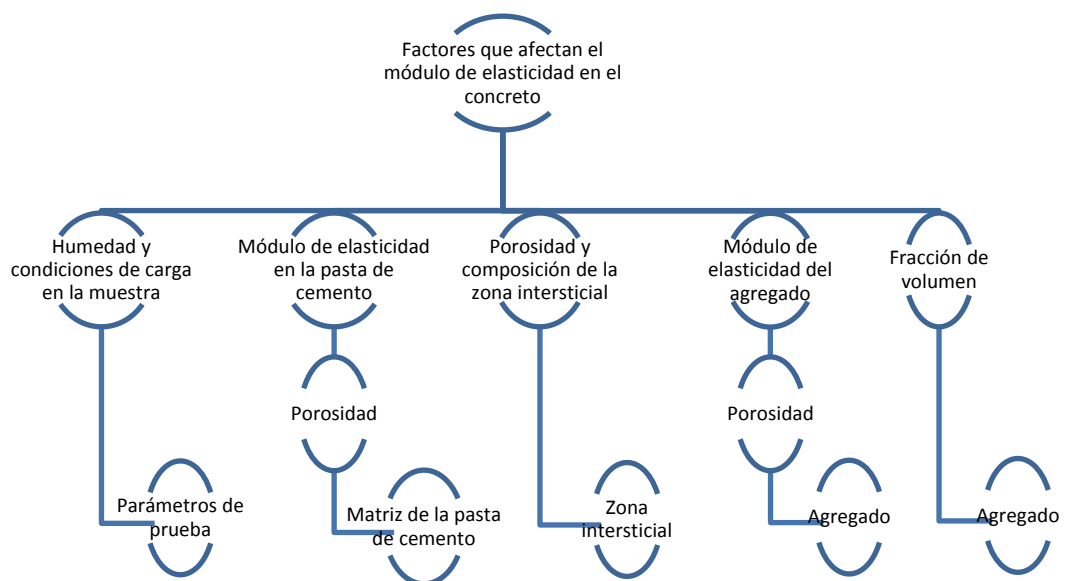 Factores que afectan el
módulo de elasticidad en el
concreto
Humedad y
condiciones de carga
en la muestra
Módulo de elasticidad
en la pasta de
cemento
Porosidad y
composición de la
zona intersticial
Módulo de
elasticidad del
agregado
Fracción de
volumen
Porosidad
Porosidad
Parámetros de
prueba
Matriz de la pasta
de cemento
Zona
intersticial
Agregado
Agregado